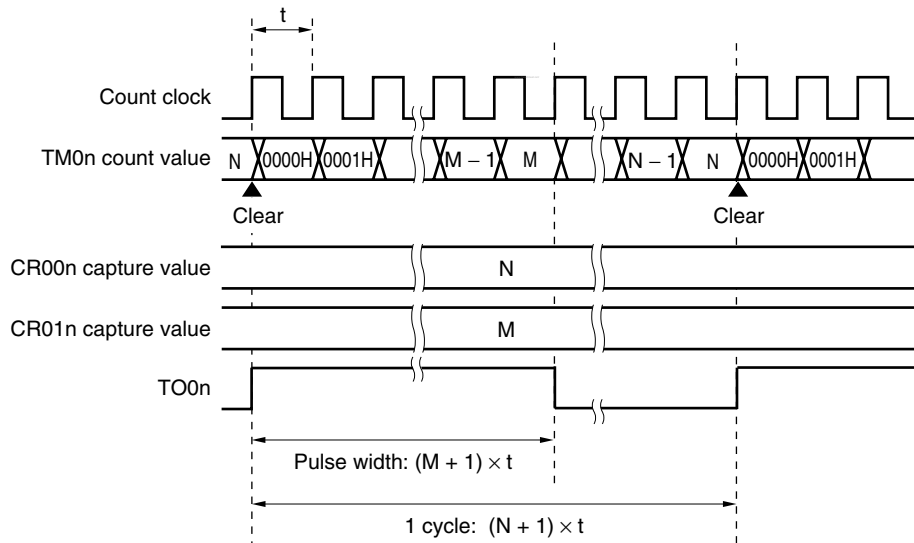 t
Count clock
TM0n count value N 0000H 0001H M – 1 M N – 1 N 0000H 0001H
Clear Clear
CR00n capture value N
CR01n capture value M
TO0n
Pulse width: (M + 1) × t
1 cycle: (N + 1) × t